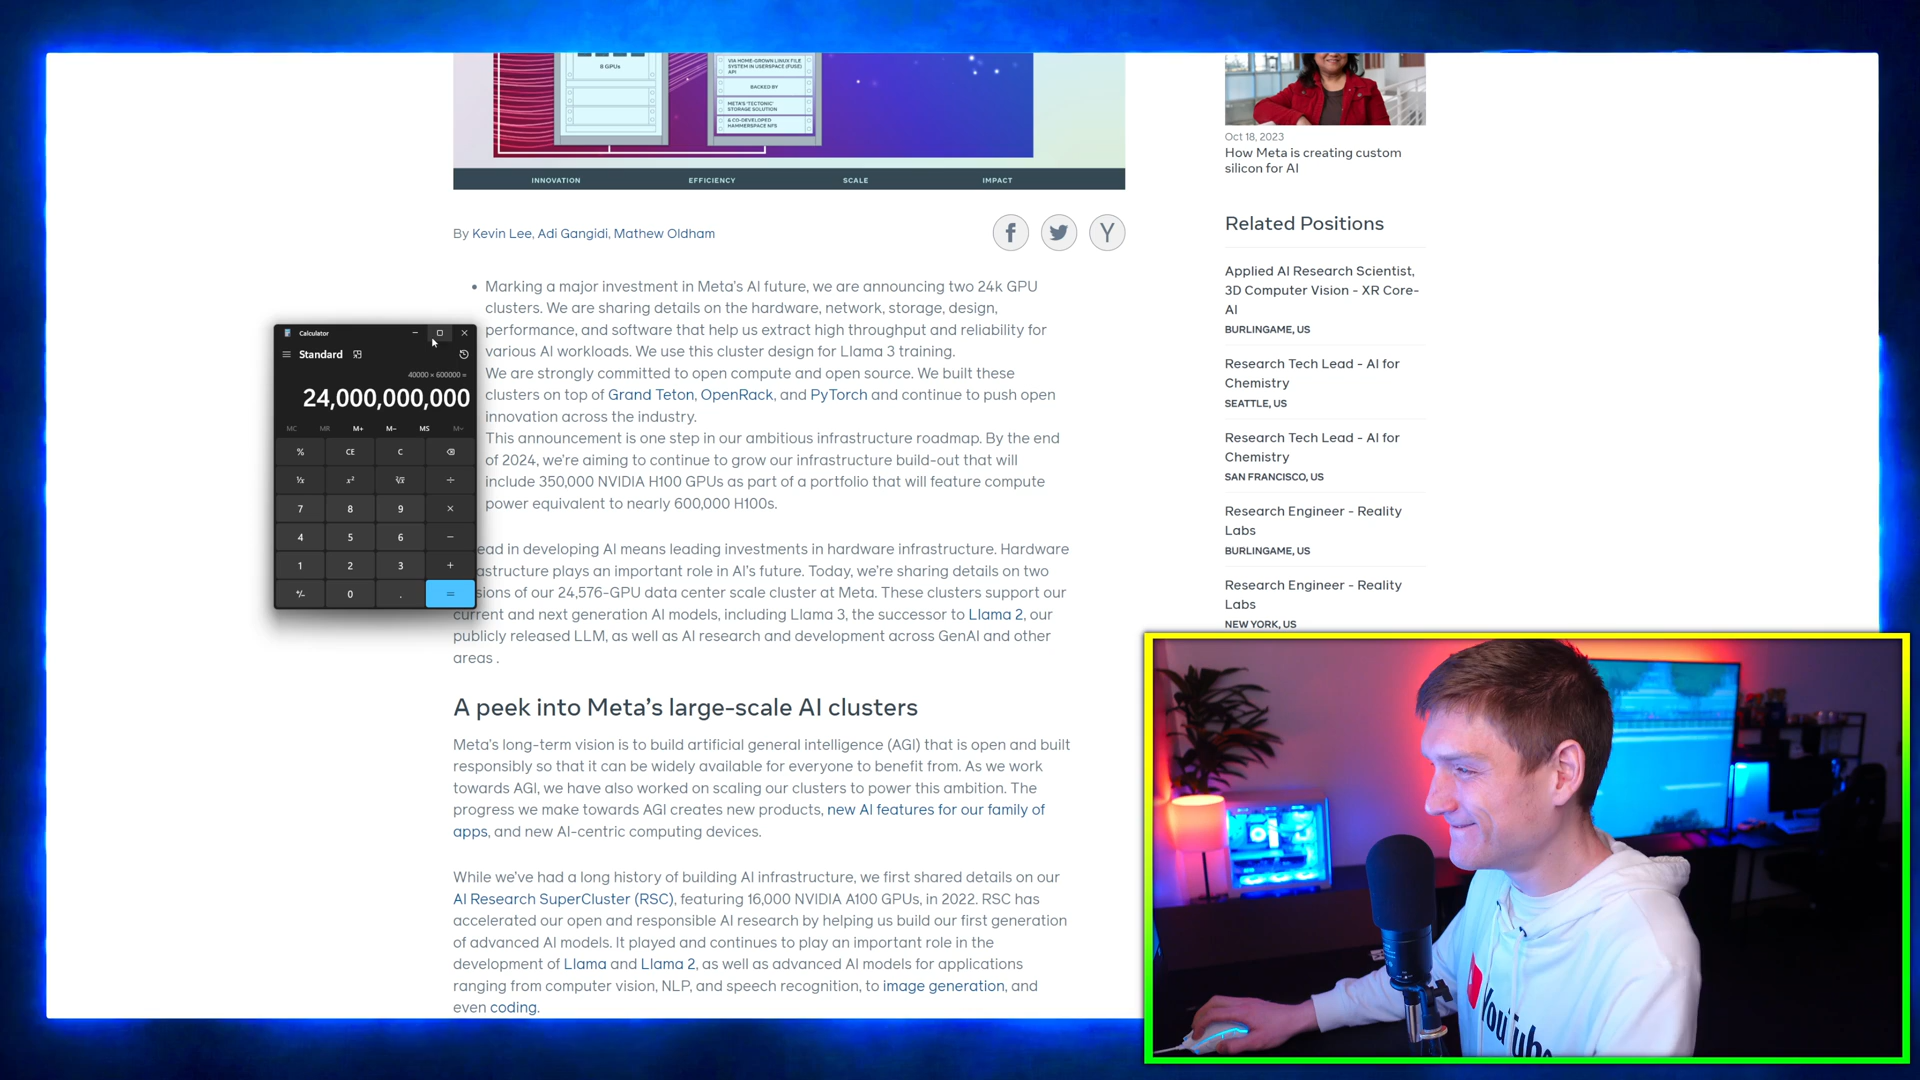 8 GPUs
VIA HOME-GROWN LINUX FILE
SYSTEM IN USERSPACE (FUSE)
API
BACKED BY
META'S 'TECTONIC'
STORAGE SOLUTION
& CO-DEVELOPED
HAMMERSPACE NFS
INNOVATION
EFFICIENCY
SCALE
IMPACT
By Kevin Lee, Adi Gangidi, Mathew Oldham
Marking a major investment in Meta's AI future, we are announcing two 24k GPU
clusters. We are sharing details on the hardware, network, storage, design,
performance, and software that help us extract high throughput and reliability for
various AI workloads. We use this cluster design for Llama 3 training.
We are strongly committed to open compute and open source. We built these
clusters on top of Grand Teton, OpenRack, and PyTorch and continue to push open
innovation across the industry.
This announcement is one step in our ambitious infrastructure roadmap. By the end
of 2024, we're aiming to continue to grow our infrastructure build-out that will
include 350,000 NVIDIA H100 GPUs as part of a portfolio that will feature compute
power equivalent to nearly 600,000 H100s.
ead in developing AI means leading investments in hardware infrastructure. Hardware
astructure plays an important role in AI's future. Today, we're sharing details on two
sions of our 24,576-GPU data center scale cluster at Meta. These clusters support our
current and next generation AI models, including Llama 3, the successor to Llama 2, our
publicly released LLM, as well as AI research and development across GenAI and other
areas .
A peek into Meta's large-scale AI clusters
Meta's long-term vision is to build artificial general intelligence (AGI) that is open and built
responsibly so that it can be widely available for everyone to benefit from. As we work
towards AGI, we have also worked on scaling our clusters to power this ambition. The
progress we make towards AGI creates new products, new AI features for our family of
apps, and new AI-centric computing devices.
While we've had a long history of building AI infrastructure, we first shared details on our
AI Research SuperCluster (RSC), featuring 16,000 NVIDIA A100 GPUs, in 2022. RSC has
accelerated our open and responsible AI research by helping us build our first generation
of advanced AI models. It played and continues to play an important role in the
development of Llama and Llama 2, as well as advanced AI models for applications
ranging from computer vision, NLP, and speech recognition, to image generation, and
even coding.
Calculator
Standard
40000 × 600000 =
24,000,000,000
MC MR M+ M− MS M
% CE C
¹/x x² ²√x ÷
7 8 9 ×
4 5 6 −
1 2 3 +
+/− 0 . =
Oct 18, 2023
How Meta is creating custom
silicon for AI
Related Positions
Applied AI Research Scientist,
3D Computer Vision - XR Core-
AI
BURLINGAME, US
Research Tech Lead - AI for
Chemistry
SEATTLE, US
Research Tech Lead - AI for
Chemistry
SAN FRANCISCO, US
Research Engineer - Reality
Labs
BURLINGAME, US
Research Engineer - Reality
Labs
NEW YORK, US
YouTube